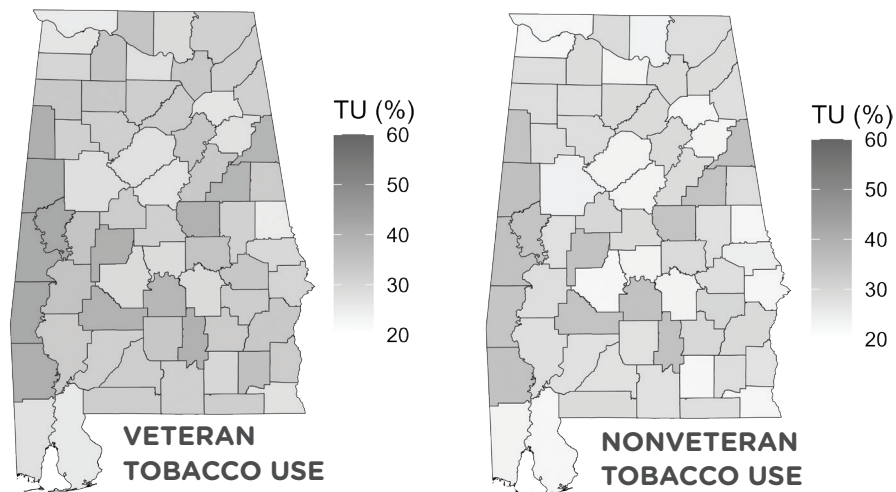 TU (%)
60
50
40
30
20
VETERAN
TOBACCO USE
TU (%)
60
50
40
30
20
NONVETERAN
TOBACCO USE